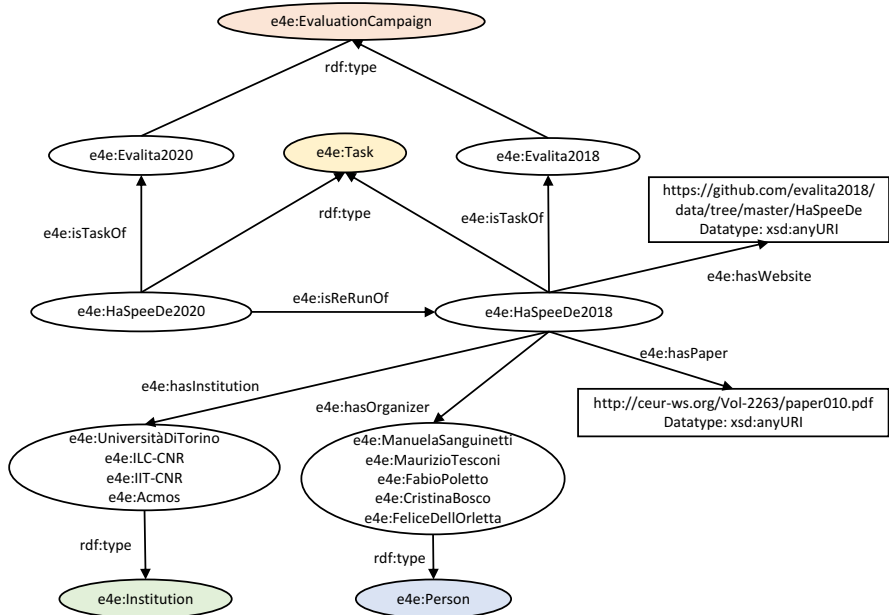 e4e:EvaluationCampaign
rdf:type
e4e:Evalita2020
e4e:Task
e4e:Evalita2018
https://github.com/evalita2018/
data/tree/master/HaSpeeDe
Datatype: xsd:anyURI
e4e:isTaskOf
rdf:type
e4e:isTaskOf
e4e:hasWebsite
e4e:HaSpeeDe2020
e4e:isReRunOf
e4e:HaSpeeDe2018
e4e:hasPaper
e4e:hasInstitution
e4e:hasOrganizer
http://ceur-ws.org/Vol-2263/paper010.pdf
Datatype: xsd:anyURI
e4e:UniversitàDiTorino
e4e:ILC-CNR
e4e:IIT-CNR
e4e:Acmos
e4e:ManuelaSanguinetti
e4e:MaurizioTesconi
e4e:FabioPoletto
e4e:CristinaBosco
e4e:FeliceDellOrletta
rdf:type
rdf:type
e4e:Institution
e4e:Person